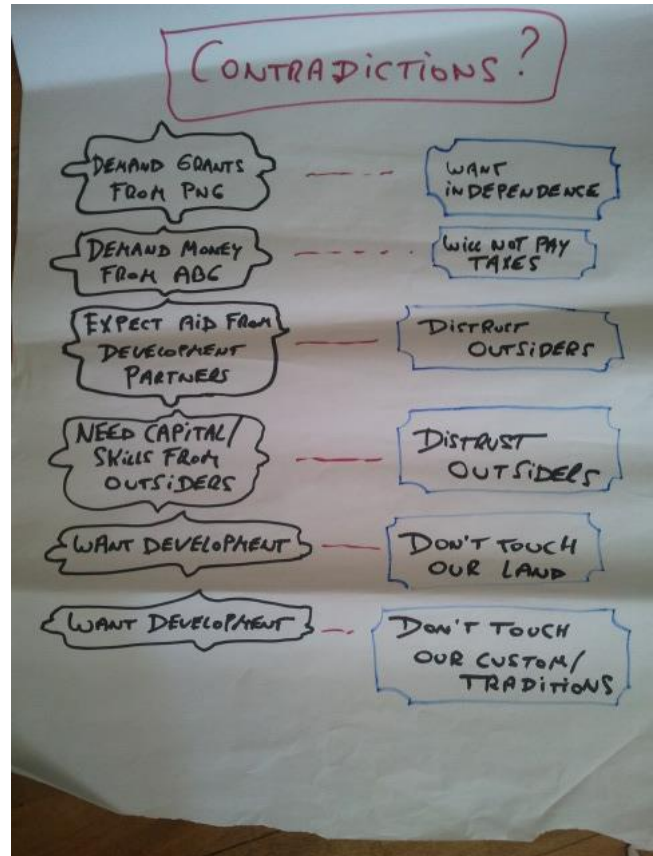 CONTRADICTIONS?
DEMAND GRANTS
FROM PNG
WANT
INDEPENDENCE
DEMAND MONEY
FROM ABG
WILL NOT PAY
TAXES
EXPECT AID FROM
DEVELOPMENT
PARTNERS
DISTRUST
OUTSIDERS
NEED CAPITAL/
SKILLS FROM
OUTSIDERS
DISTRUST
OUTSIDERS
WANT DEVELOPMENT
DON'T TOUCH
OUR LAND
WANT DEVELOPMENT
DON'T TOUCH
OUR CUSTOM/
TRADITIONS